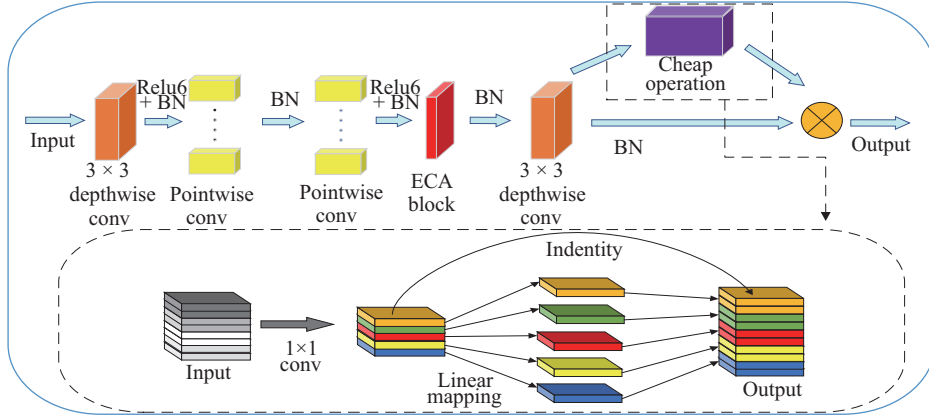 Input
3 × 3
depthwise
conv
Relu6
+ BN
Pointwise
conv
BN
Pointwise
conv
Relu6
+ BN
ECA
block
BN
3 × 3
depthwise
conv
Cheap
operation
BN
Output
Indentity
Input
1×1
conv
Linear
mapping
Output